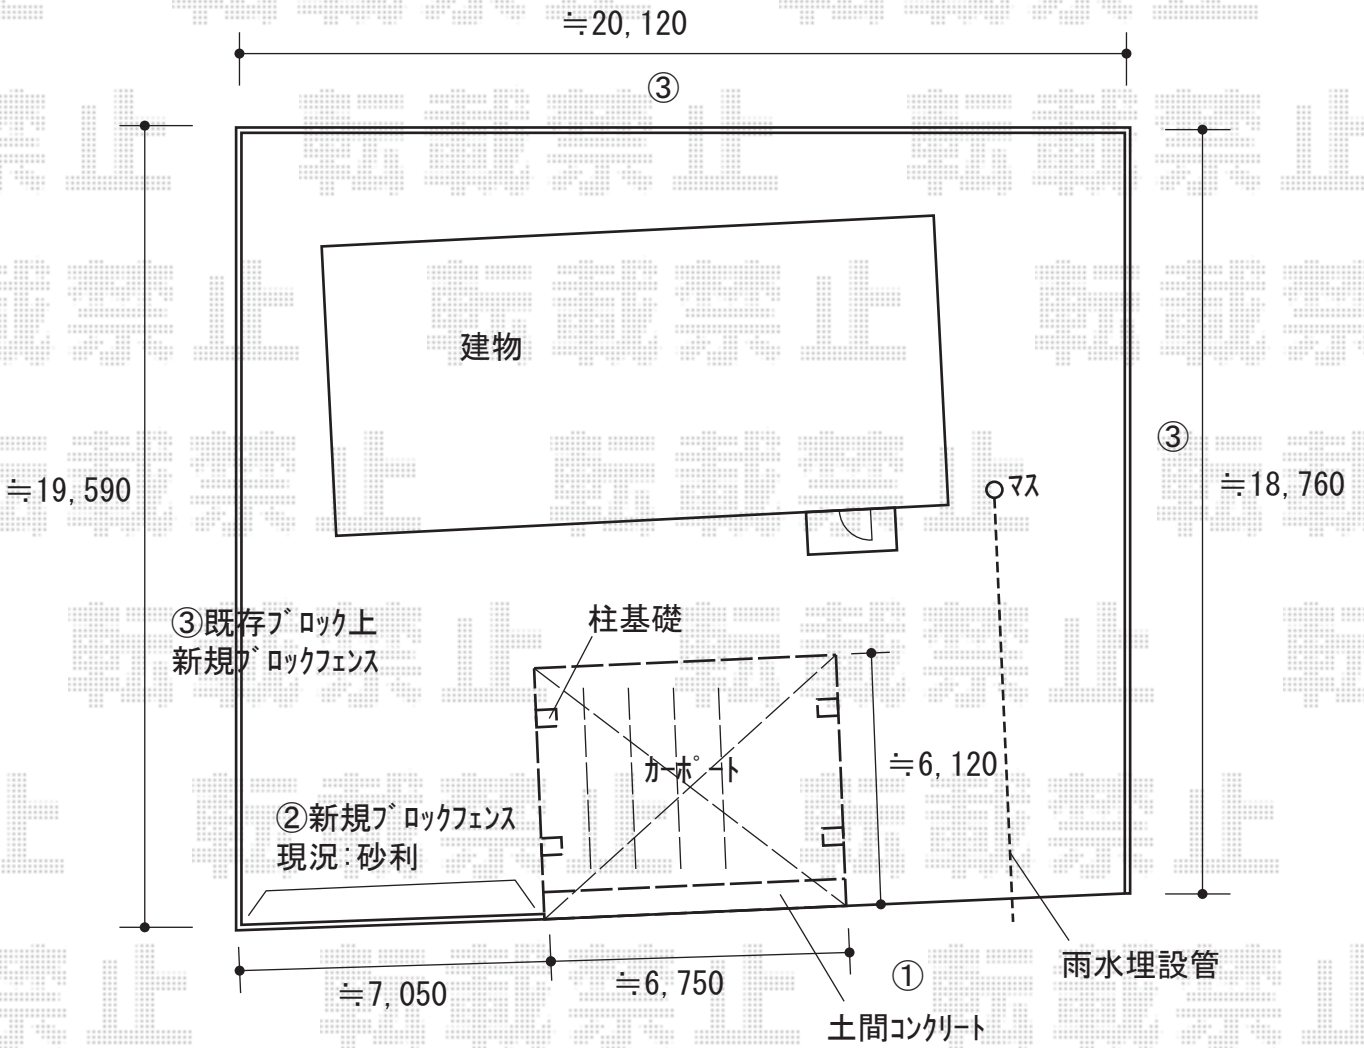 ≒20,120
③
転載禁止
≒19,590
建物
③
マス
≒18,760
③既存ブロック上
新規ブロックフェンス
柱基礎
カーポート
≒6,120
②新規ブロックフェンス
現況:砂利
雨水埋設管
≒7,050
≒6,750
①
土間コンクリート